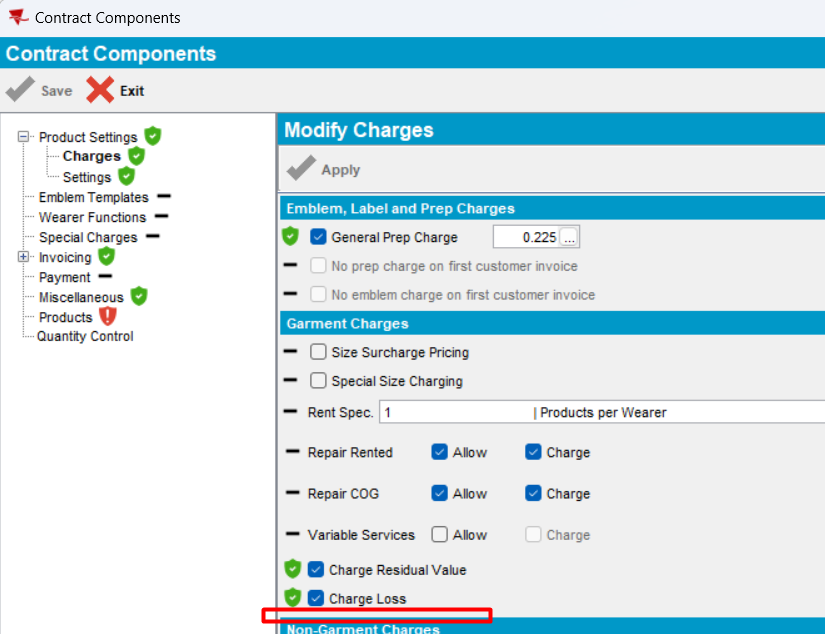 Contract Components
Contract Components
Save Exit
Product Settings
Charges
Settings
Emblem Templates
Wearer Functions
Special Charges
Invoicing
Payment
Miscellaneous
Products
Quantity Control
Modify Charges
Apply
Emblem, Label and Prep Charges
General Prep Charge 0.225 ...
No prep charge on first customer invoice
No emblem charge on first customer invoice
Garment Charges
Size Surcharge Pricing
Special Size Charging
Rent Spec. 1 | Products per Wearer
Repair Rented Allow Charge
Repair COG Allow Charge
Variable Services Allow Charge
Charge Residual Value
Charge Loss
Non-Garment Charges